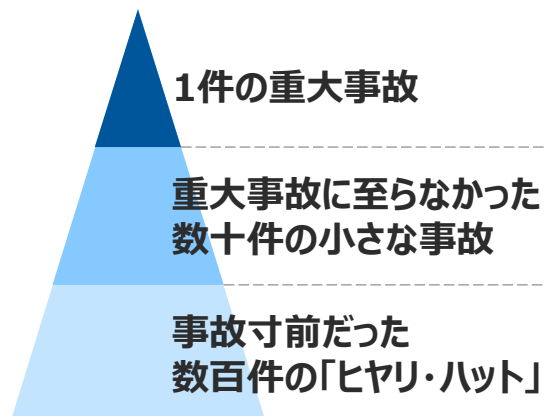 1件の重大事故
重大事故に至らなかった
数十件の小さな事故
事故寸前だった
数百件の「ヒヤリ・ハット」